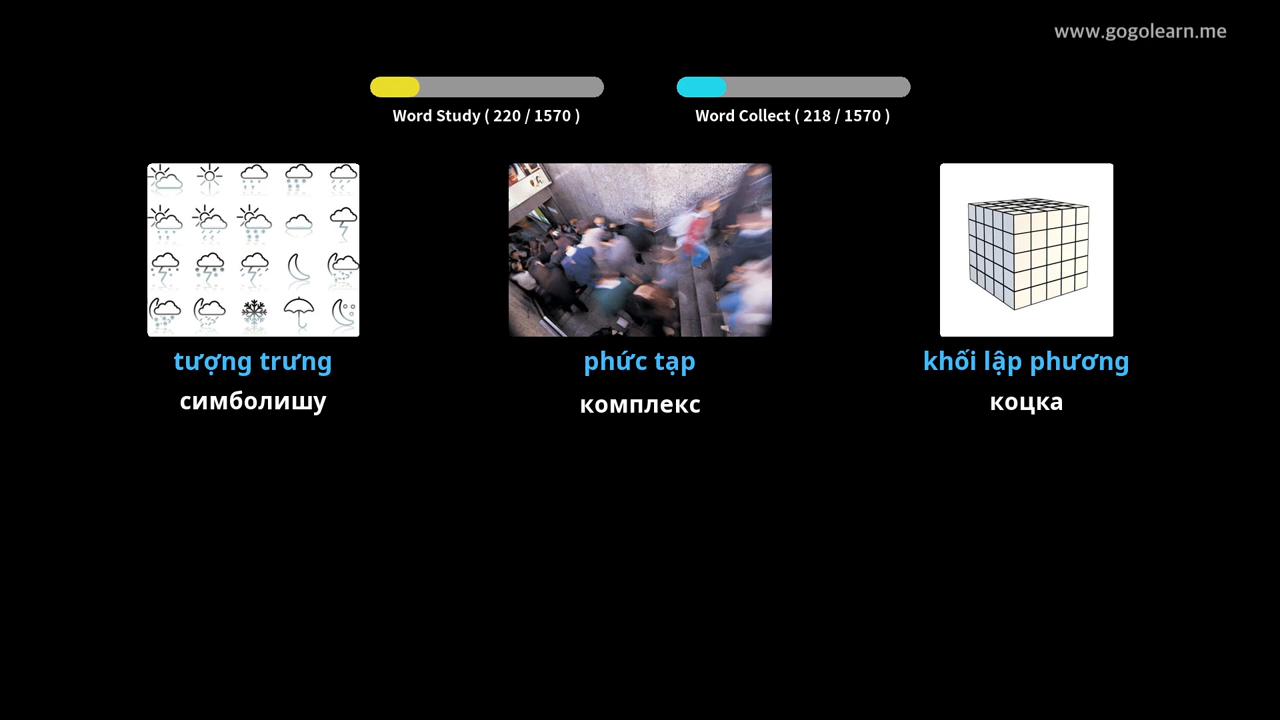 www.gogolearn.me
Word Study ( 220 / 1570 )
Word Collect ( 218 / 1570 )
tượng trưng
phức tạp
khối lập phương
симболишу
комплекс
коцка